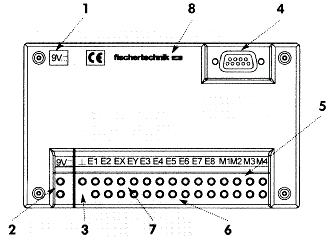 1 8 4
9V⎓ CE fischertechnik
9V ⊥ E1 E2 EX EY E3 E4 E5 E6 E7 E8 M1 M2 M3 M4
5
2 3 7 6